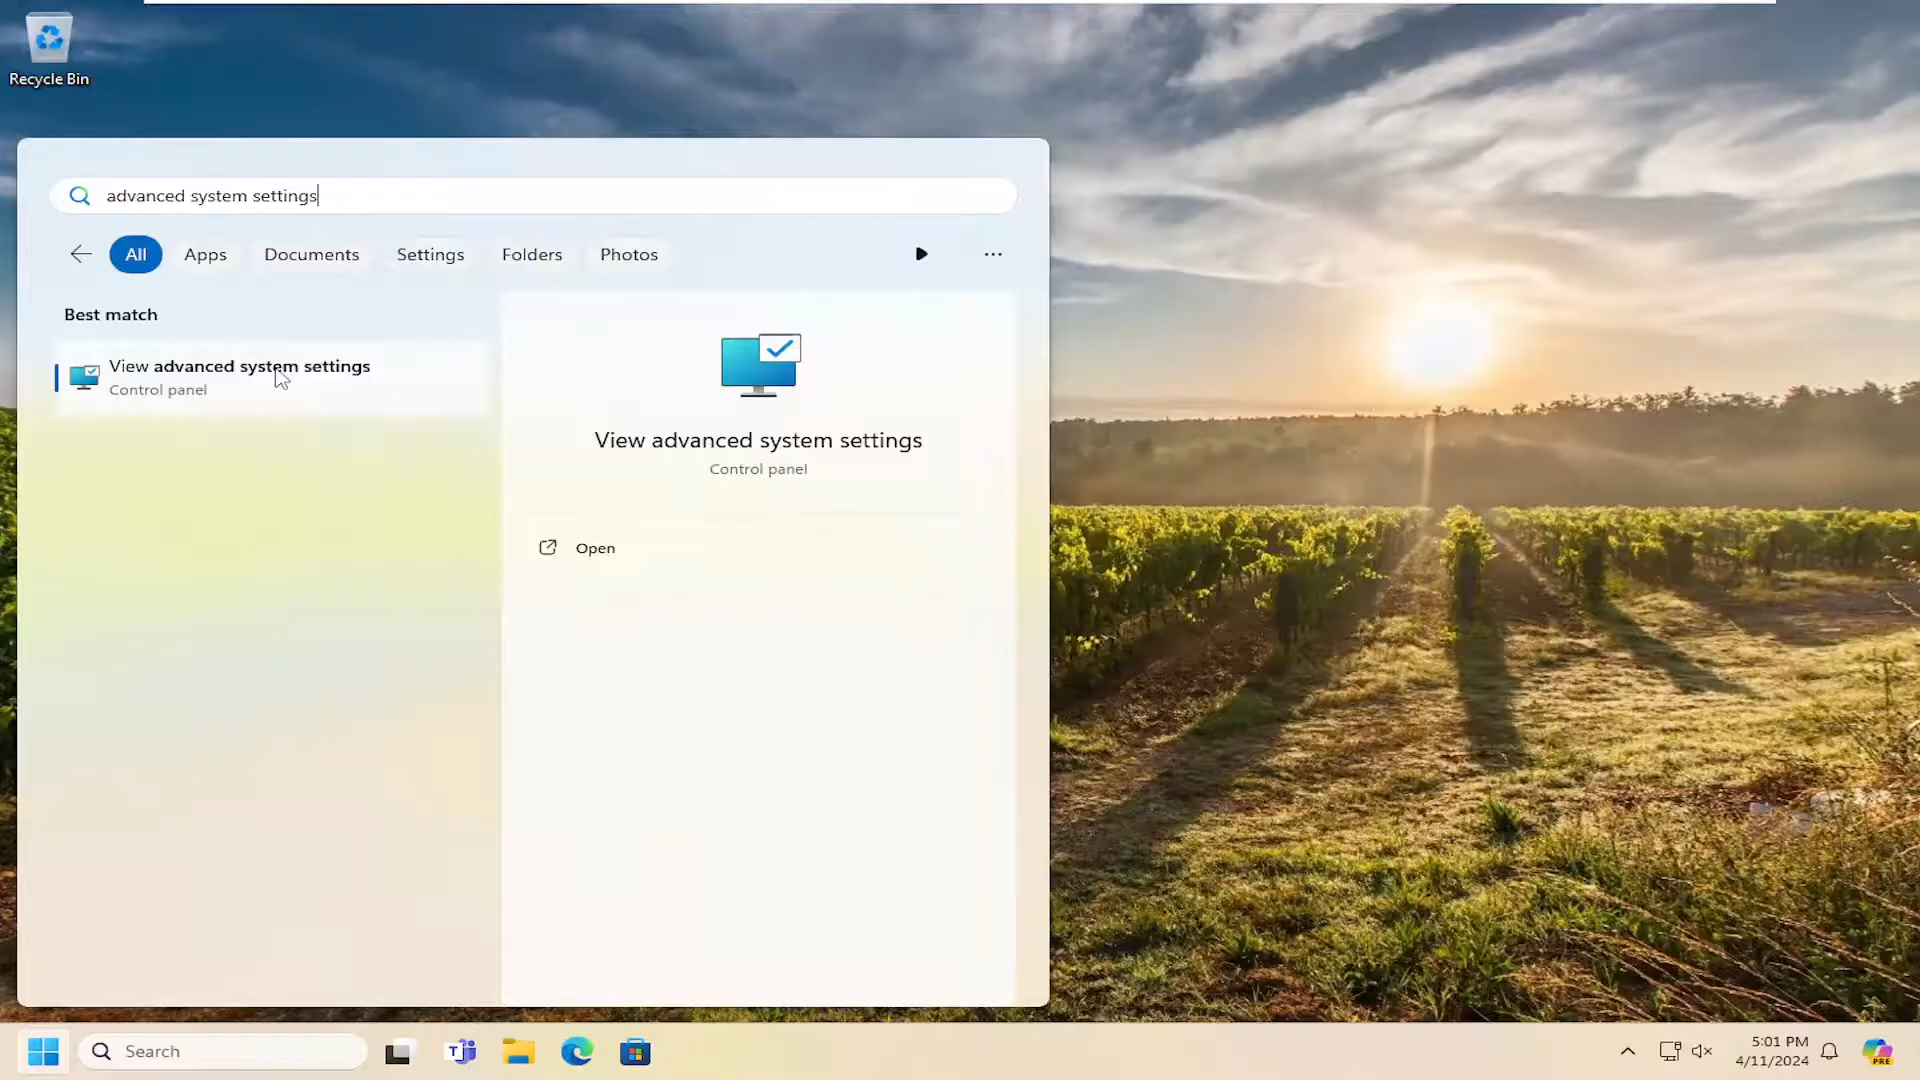 Recycle Bin
advanced system settings
All
Apps
Documents
Settings
Folders
Photos
Best match
View advanced system settings
Control panel
View advanced system settings
Control panel
Open
Search
5:01 PM
4/11/2024
PRE